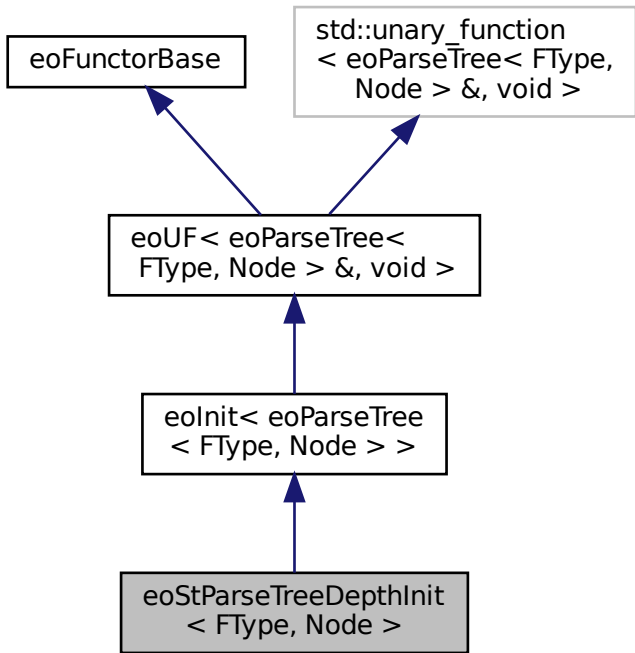 eoFunctorBase
std::unary_function
< eoParseTree< FType,
Node > &, void >
eoUF< eoParseTree<
FType, Node > &, void >
eoInit< eoParseTree
< FType, Node > >
eoStParseTreeDepthInit
< FType, Node >